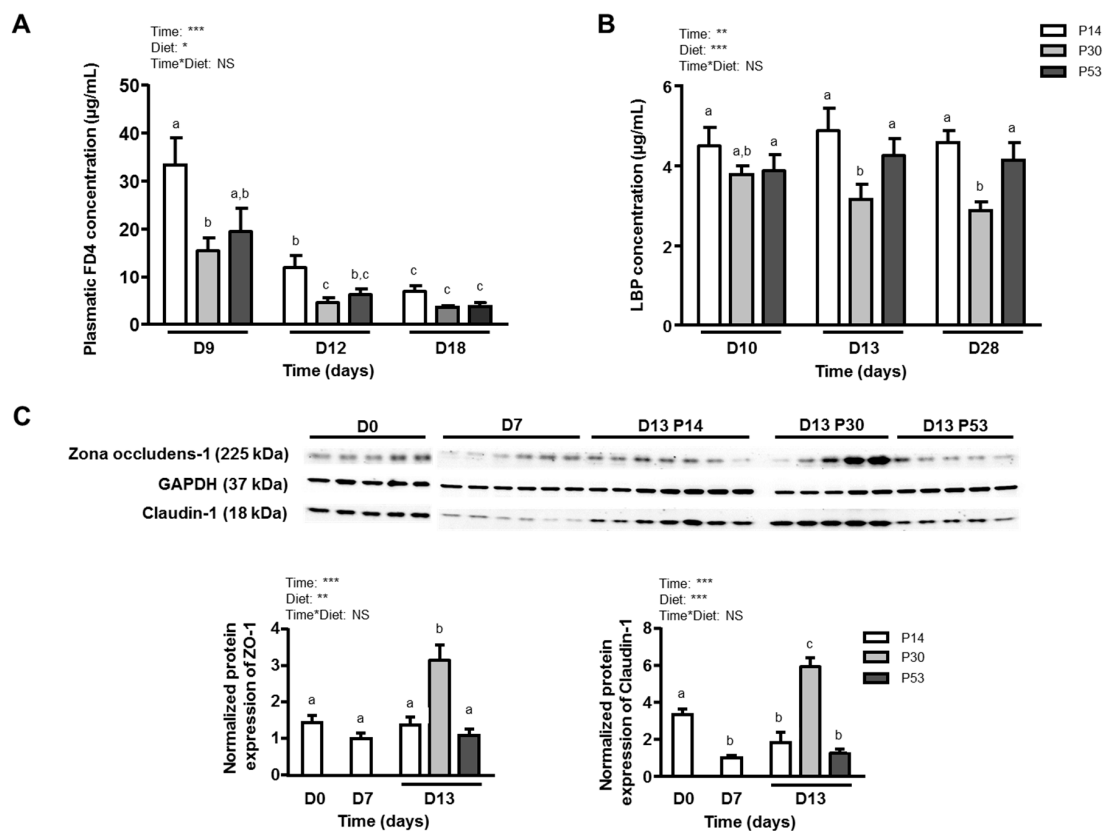 A
Time: ***
Diet: *
Time*Diet: NS
Plasmatic FD4 concentration (µg/mL)
50
40
30
20
10
0
a
b
a,b
b
c
b,c
c
c
c
D9
D12
D18
Time (days)
B
Time: **
Diet: ***
Time*Diet: NS
P14
P30
P53
LBP concentration (µg/mL)
6
4
2
0
a
a,b
a
a
b
a
a
b
a
D10
D13
D28
Time (days)
C
D0
D7
D13 P14
D13 P30
D13 P53
Zona occludens-1 (225 kDa)
GAPDH (37 kDa)
Claudin-1 (18 kDa)
Time: ***
Diet: **
Time*Diet: NS
Normalized protein
expression of ZO-1
4
3
2
1
0
a
a
a
b
a
D0
D7
D13
Time (days)
Time: ***
Diet: ***
Time*Diet: NS
Normalized protein
expression of Claudin-1
8
6
4
2
0
a
b
b
c
b
D0
D7
D13
Time (days)
P14
P30
P53